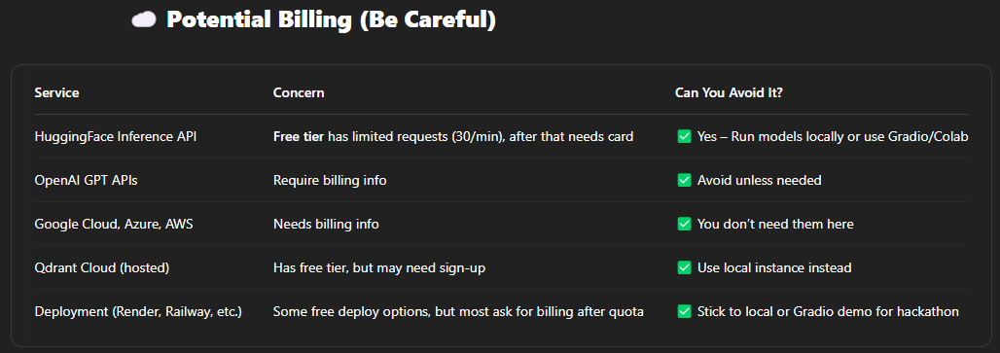 ☁️ Potential Billing (Be Careful)
Service Concern Can You Avoid It?
HuggingFace Inference API Free tier has limited requests (30/min), after that needs card ✅ Yes – Run models locally or use Gradio/Colab
OpenAI GPT APIs Require billing info ✅ Avoid unless needed
Google Cloud, Azure, AWS Needs billing info ✅ You don’t need them here
Qdrant Cloud (hosted) Has free tier, but may need sign-up ✅ Use local instance instead
Deployment (Render, Railway, etc.) Some free deploy options, but most ask for billing after quota ✅ Stick to local or Gradio demo for hackathon